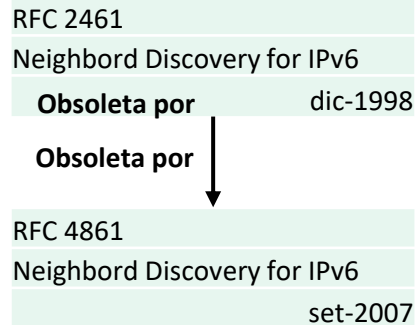 RFC 2461
Neighbord Discovery for IPv6
Obsoleta por dic-1998
Obsoleta por
RFC 4861
Neighbord Discovery for IPv6
set-2007